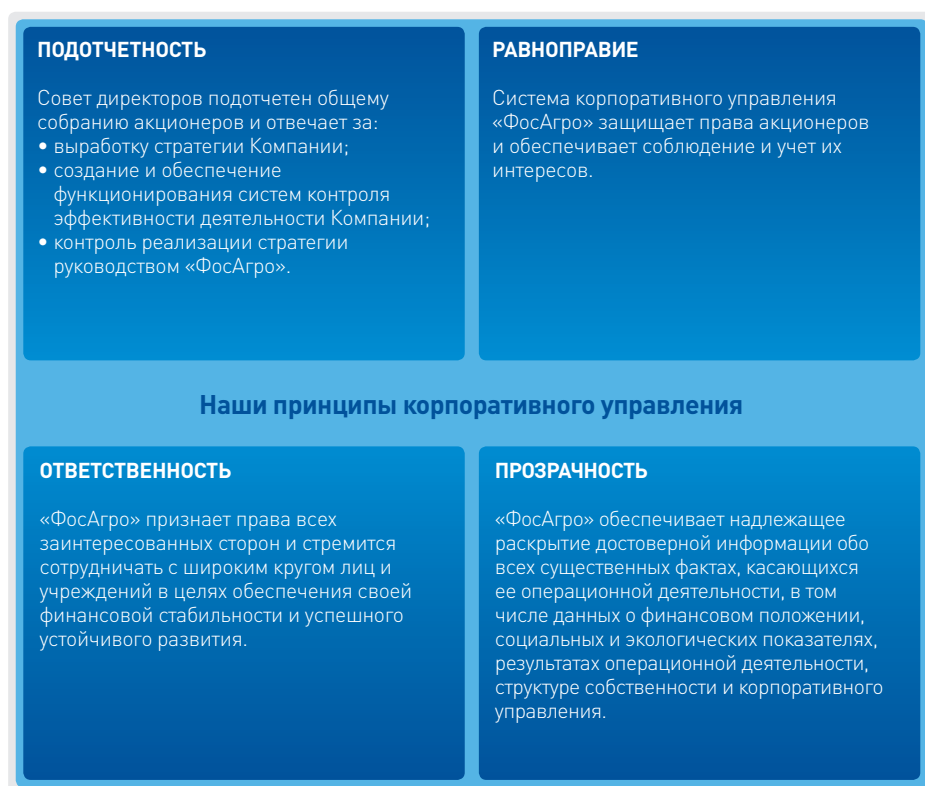 ПОДОТЧЕТНОСТЬ
Совет директоров подотчетен общему
собранию акционеров и отвечает за:
• выработку стратегии Компании;
• создание и обеспечение
функционирования систем контроля
эффективности деятельности Компании;
• контроль реализации стратегии
руководством «ФосАгро».
РАВНОПРАВИЕ
Система корпоративного управления
«ФосАгро» защищает права акционеров
и обеспечивает соблюдение и учет их
интересов.
Наши принципы корпоративного управления
ОТВЕТСТВЕННОСТЬ
«ФосАгро» признает права всех
заинтересованных сторон и стремится
сотрудничать с широким кругом лиц и
учреждений в целях обеспечения своей
финансовой стабильности и успешного
устойчивого развития.
ПРОЗРАЧНОСТЬ
«ФосАгро» обеспечивает надлежащее
раскрытие достоверной информации обо
всех существенных фактах, касающихся
ее операционной деятельности, в том
числе данных о финансовом положении,
социальных и экологических показателях,
результатах операционной деятельности,
структуре собственности и корпоративного
управления.